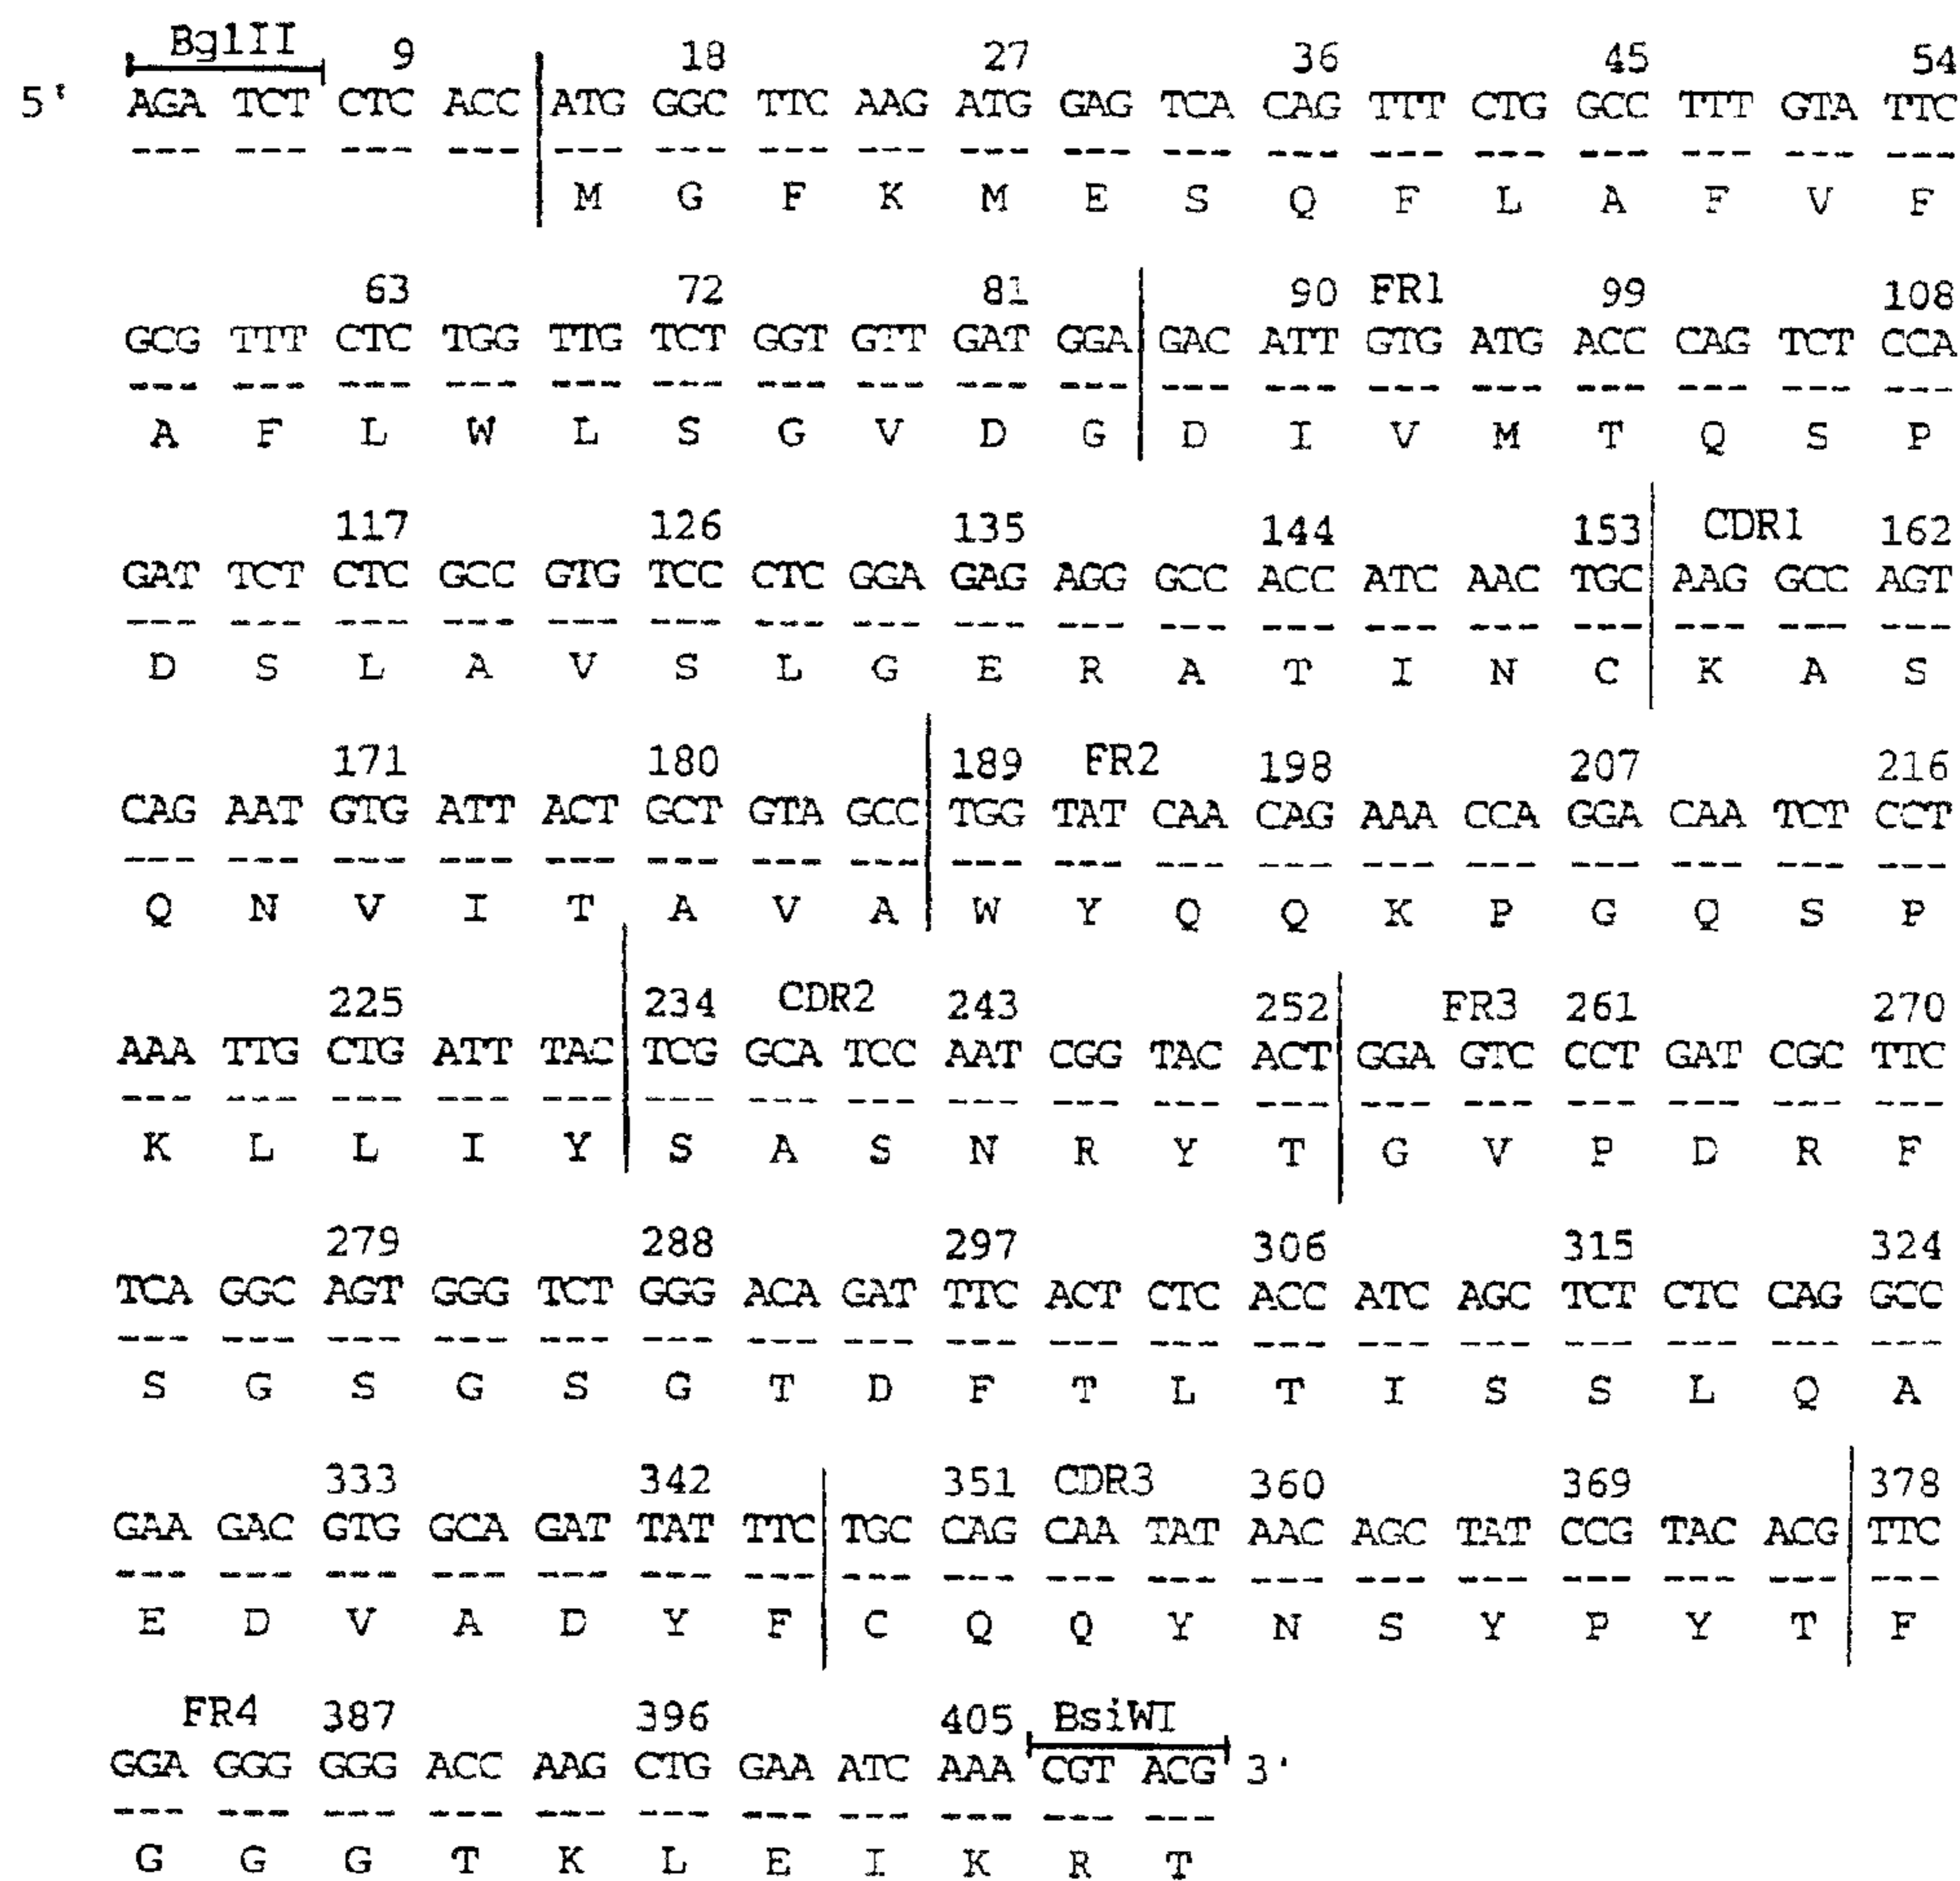 BglII 9 18 27 36 45 54
5' AGA TCT CTC ACC ATG GGC TTC AAG ATG GAG TCA CAG TTT CTG GCC TTT GTA TTC
--- --- --- --- --- --- --- --- --- --- --- --- --- --- --- --- --- ---
M G F K M E S Q F L A F V F
63 72 81 90 FR1 99 108
GCG TTT CTC TGG TTG TCT GGT GTT GAT GGA GAC ATT GTG ATG ACC CAG TCT CCA
--- --- --- --- --- --- --- --- --- --- --- --- --- --- --- --- --- ---
A F L W L S G V D G D I V M T Q S P
117 126 135 144 153 CDR1 162
GAT TCT CTC GCC GTG TCC CTC GGA GAG AGG GCC ACC ATC AAC TGC AAG GCC AGT
--- --- --- --- --- --- --- --- --- --- --- --- --- --- --- --- --- ---
D S L A V S L G E R A T I N C K A S
171 180 189 FR2 198 207 216
CAG AAT GTG ATT ACT GCT GTA GCC TGG TAT CAA CAG AAA CCA GGA CAA TCT CCT
--- --- --- --- --- --- --- --- --- --- --- --- --- --- --- --- --- ---
Q N V I T A V A W Y Q Q K P G Q S P
225 234 CDR2 243 252 FR3 261 270
AAA TTG CTG ATT TAC TCG GCA TCC AAT CGG TAC ACT GGA GTC CCT GAT CGC TTC
--- --- --- --- --- --- --- --- --- --- --- --- --- --- --- --- --- ---
K L L I Y S A S N R Y T G V P D R F
279 288 297 306 315 324
TCA GGC AGT GGG TCT GGG ACA GAT TTC ACT CTC ACC ATC AGC TCT CTC CAG GCC
--- --- --- --- --- --- --- --- --- --- --- --- --- --- --- --- --- ---
S G S G S G T D F T L T I S S L Q A
333 342 351 CDR3 360 369 378
GAA GAC GTG GCA GAT TAT TTC TGC CAG CAA TAT AAC AGC TAT CCG TAC ACG TTC
--- --- --- --- --- --- --- --- --- --- --- --- --- --- --- --- --- ---
E D V A D Y F C Q Q Y N S Y P Y T F
FR4 387 396 405 BsiWI
GGA GGG GGG ACC AAG CTG GAA ATC AAA CGT ACG 3'
--- --- --- --- --- --- --- --- --- --- ---
G G G T K L E I K R T